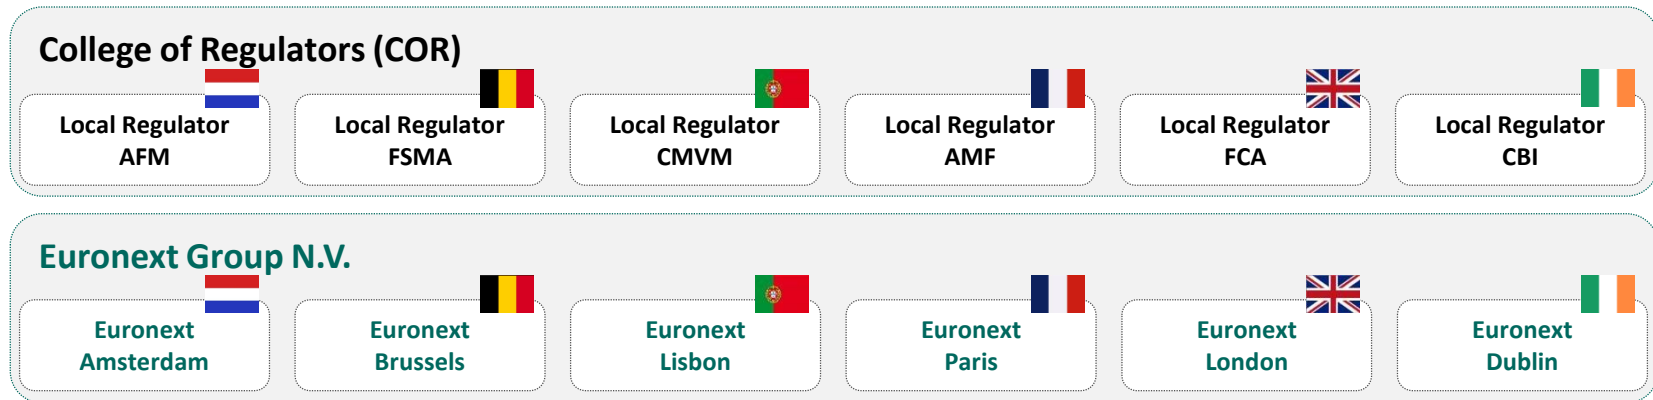 College of Regulators (COR)
Local Regulator
AFM
Local Regulator
FSMA
Local Regulator
CMVM
Local Regulator
AMF
Local Regulator
FCA
Local Regulator
CBI
Euronext Group N.V.
Euronext
Amsterdam
Euronext
Brussels
Euronext
Lisbon
Euronext
Paris
Euronext
London
Euronext
Dublin